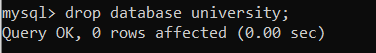 mysql> drop database university;
Query OK, 0 rows affected (0.00 sec)